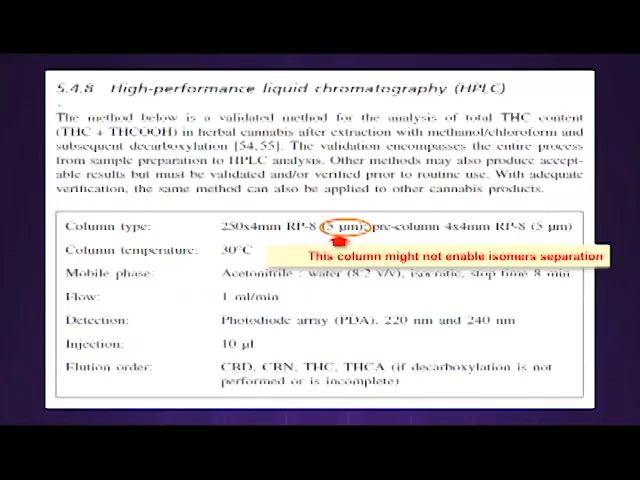 5.4.8 High-performance liquid chromatography (HPLC)
The method below is a validated method for the analysis of total THC content
(THC + THCOOH) in herbal cannabis after extraction with methanol/chloroform and
subsequent decarboxylation [54,55]. The validation encompasses the entire process
from sample preparation to HPLC analysis. Other methods may also produce accept-
able results but must be validated and/or verified prior to routine use. With adequate
verification, the same method can also be applied to other cannabis products.
Column type: 250x4mm RP-8 (5 µm); pre-column 4x4mm RP-8 (5 µm)
Column temperature: 30°C
This column might not enable isomers separation
Mobile phase: Acetonitrile : water (8:2 v/v), isocratic, stop time 8 min.
Flow: 1 ml/min
Detection: Photodiode array (PDA), 220 nm and 240 nm
Injection: 10 µl
Elution order: CBD, CBN, THC, THCA (if decarboxylation is not
performed or is incomplete)